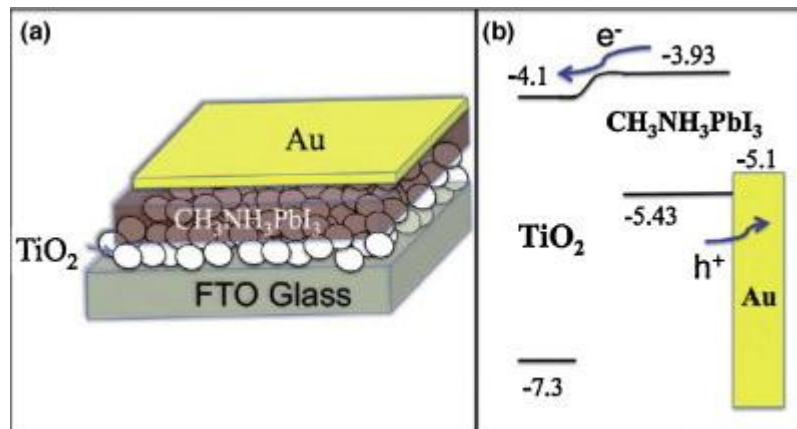 (a)
Au
CH₃NH₃PbI₃
TiO₂
FTO Glass
(b)
e⁻
-4.1
-3.93
CH₃NH₃PbI₃
-5.1
-5.43
TiO₂
h⁺
Au
-7.3